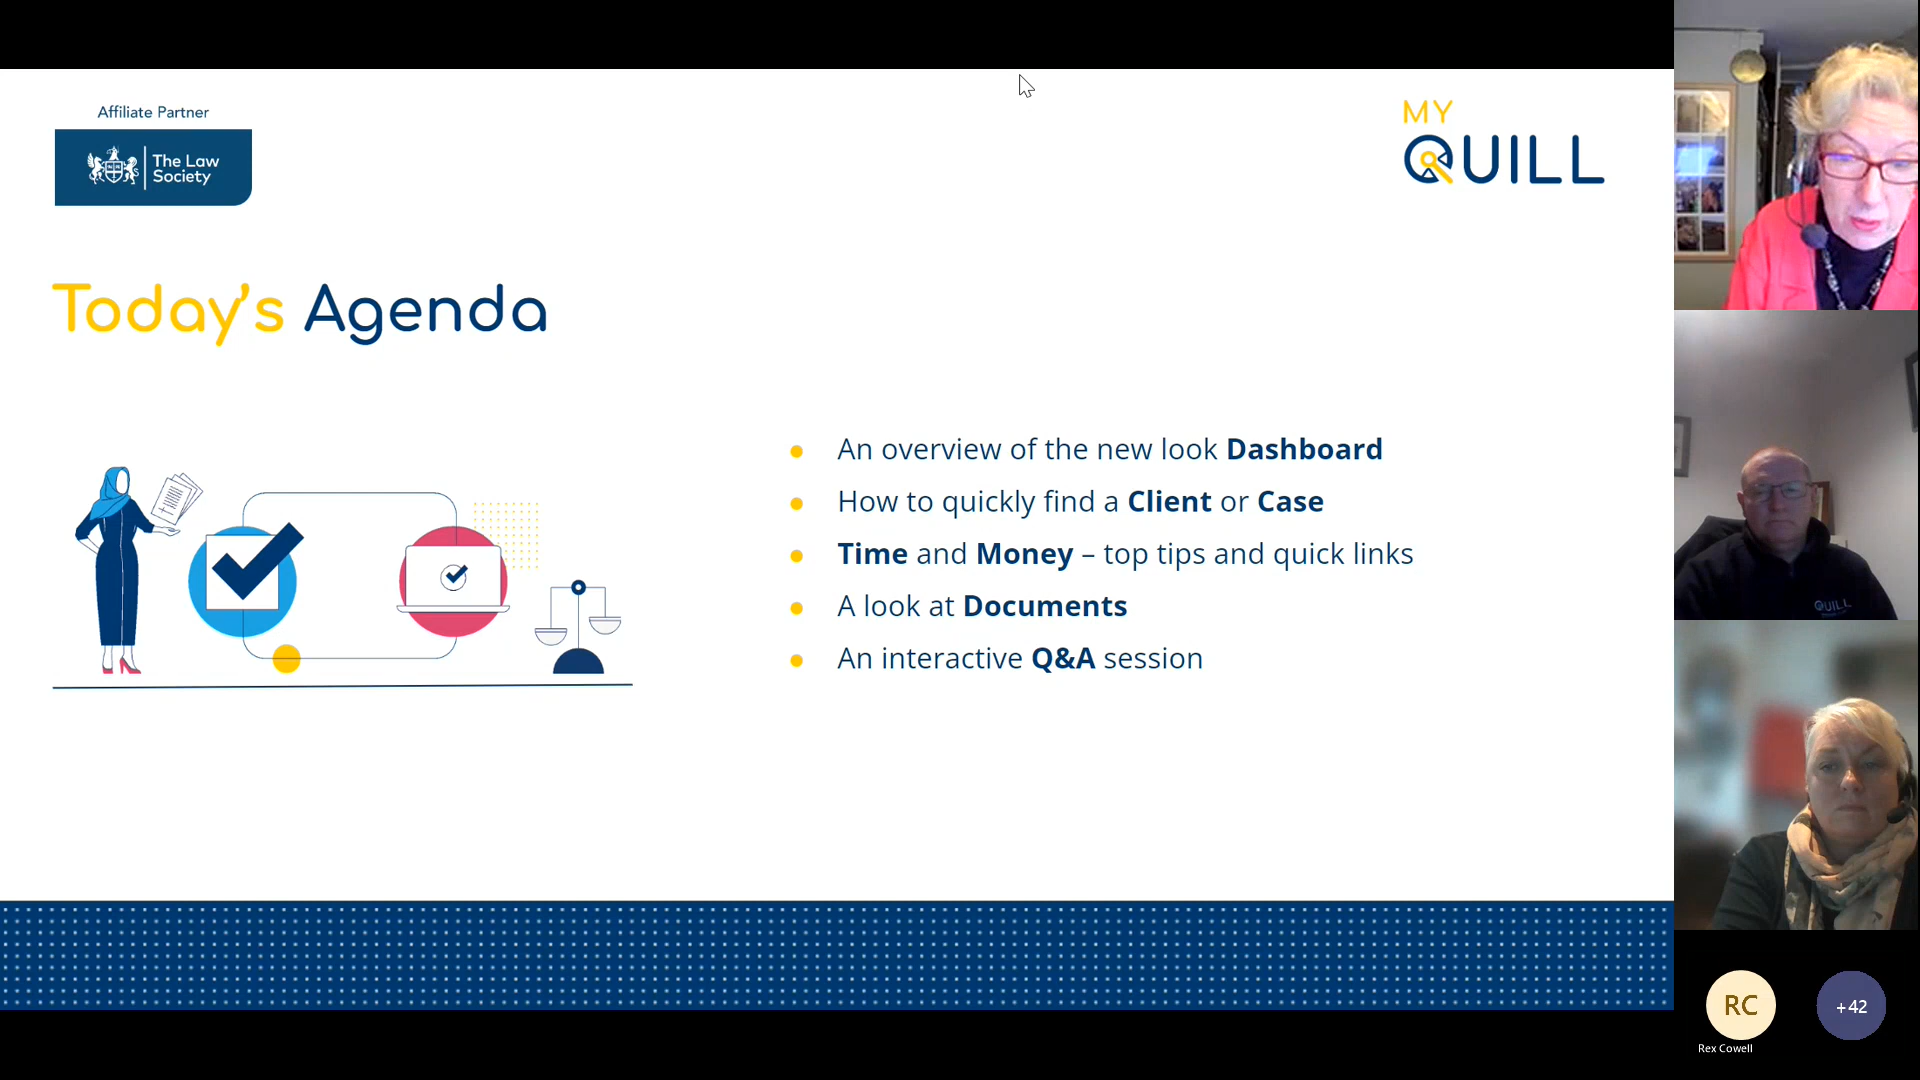 Affiliate Partner
The Law
Society
MY
QUILL
Today's Agenda
● An overview of the new look Dashboard
● How to quickly find a Client or Case
● Time and Money – top tips and quick links
● A look at Documents
● An interactive Q&A session
QUILL
RC
+42
Rex Cowell